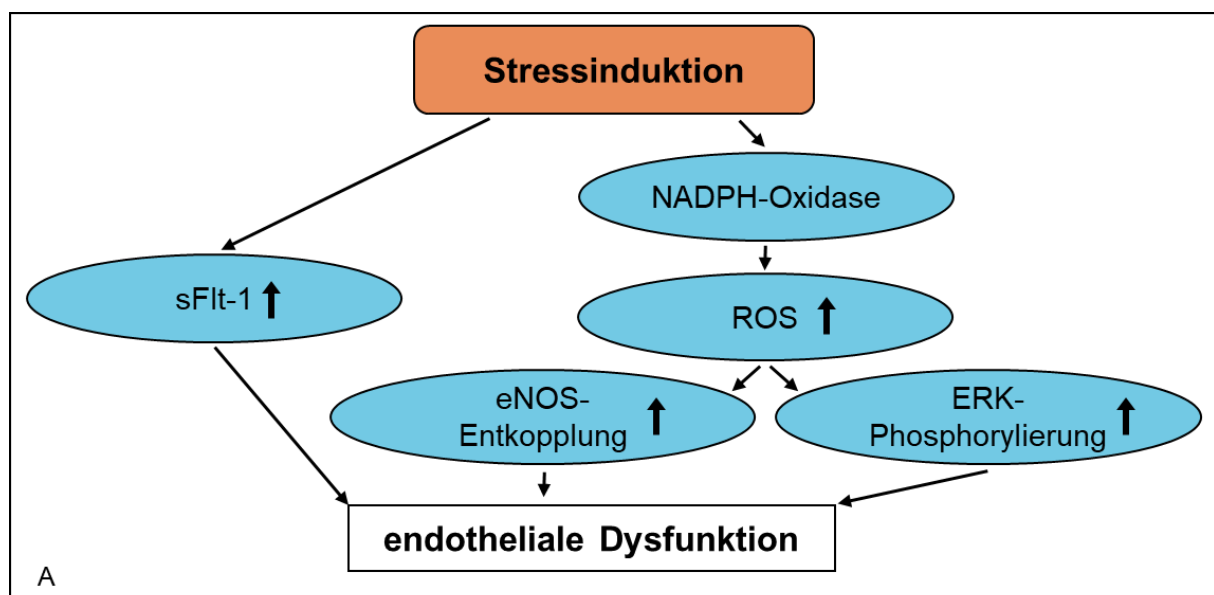 Stressinduktion
NADPH-Oxidase
sFlt-1
ROS
eNOS-
Entkopplung
ERK-
Phosphorylierung
endotheliale Dysfunktion
A